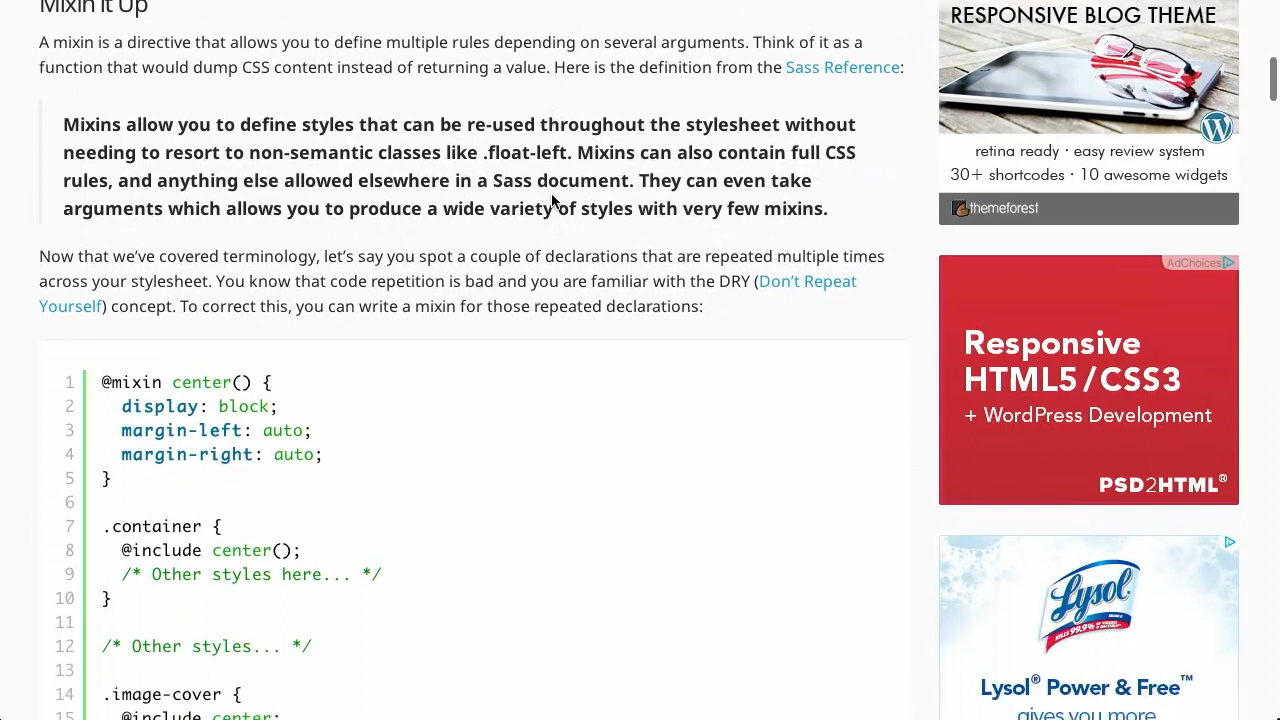 Mixin it Up
A mixin is a directive that allows you to define multiple rules depending on several arguments. Think of it as a
function that would dump CSS content instead of returning a value. Here is the definition from the Sass Reference:
Mixins allow you to define styles that can be re-used throughout the stylesheet without
needing to resort to non-semantic classes like .float-left. Mixins can also contain full CSS
rules, and anything else allowed elsewhere in a Sass document. They can even take
arguments which allows you to produce a wide variety of styles with very few mixins.
Now that we’ve covered terminology, let’s say you spot a couple of declarations that are repeated multiple times
across your stylesheet. You know that code repetition is bad and you are familiar with the DRY (Don’t Repeat
Yourself) concept. To correct this, you can write a mixin for those repeated declarations:
1 @mixin center() {
2 display: block;
3 margin-left: auto;
4 margin-right: auto;
5 }
6
7 .container {
8 @include center();
9 /* Other styles here... */
10 }
11
12 /* Other styles... */
13
14 .image-cover {
15 @include center;
RESPONSIVE BLOG THEME
retina ready · easy review system
30+ shortcodes · 10 awesome widgets
themeforest
AdChoices
Responsive
HTML5/CSS3
+ WordPress Development
PSD2HTML®
Lysol
KILLS 99.9%
Lysol® Power & Free™
gives you more